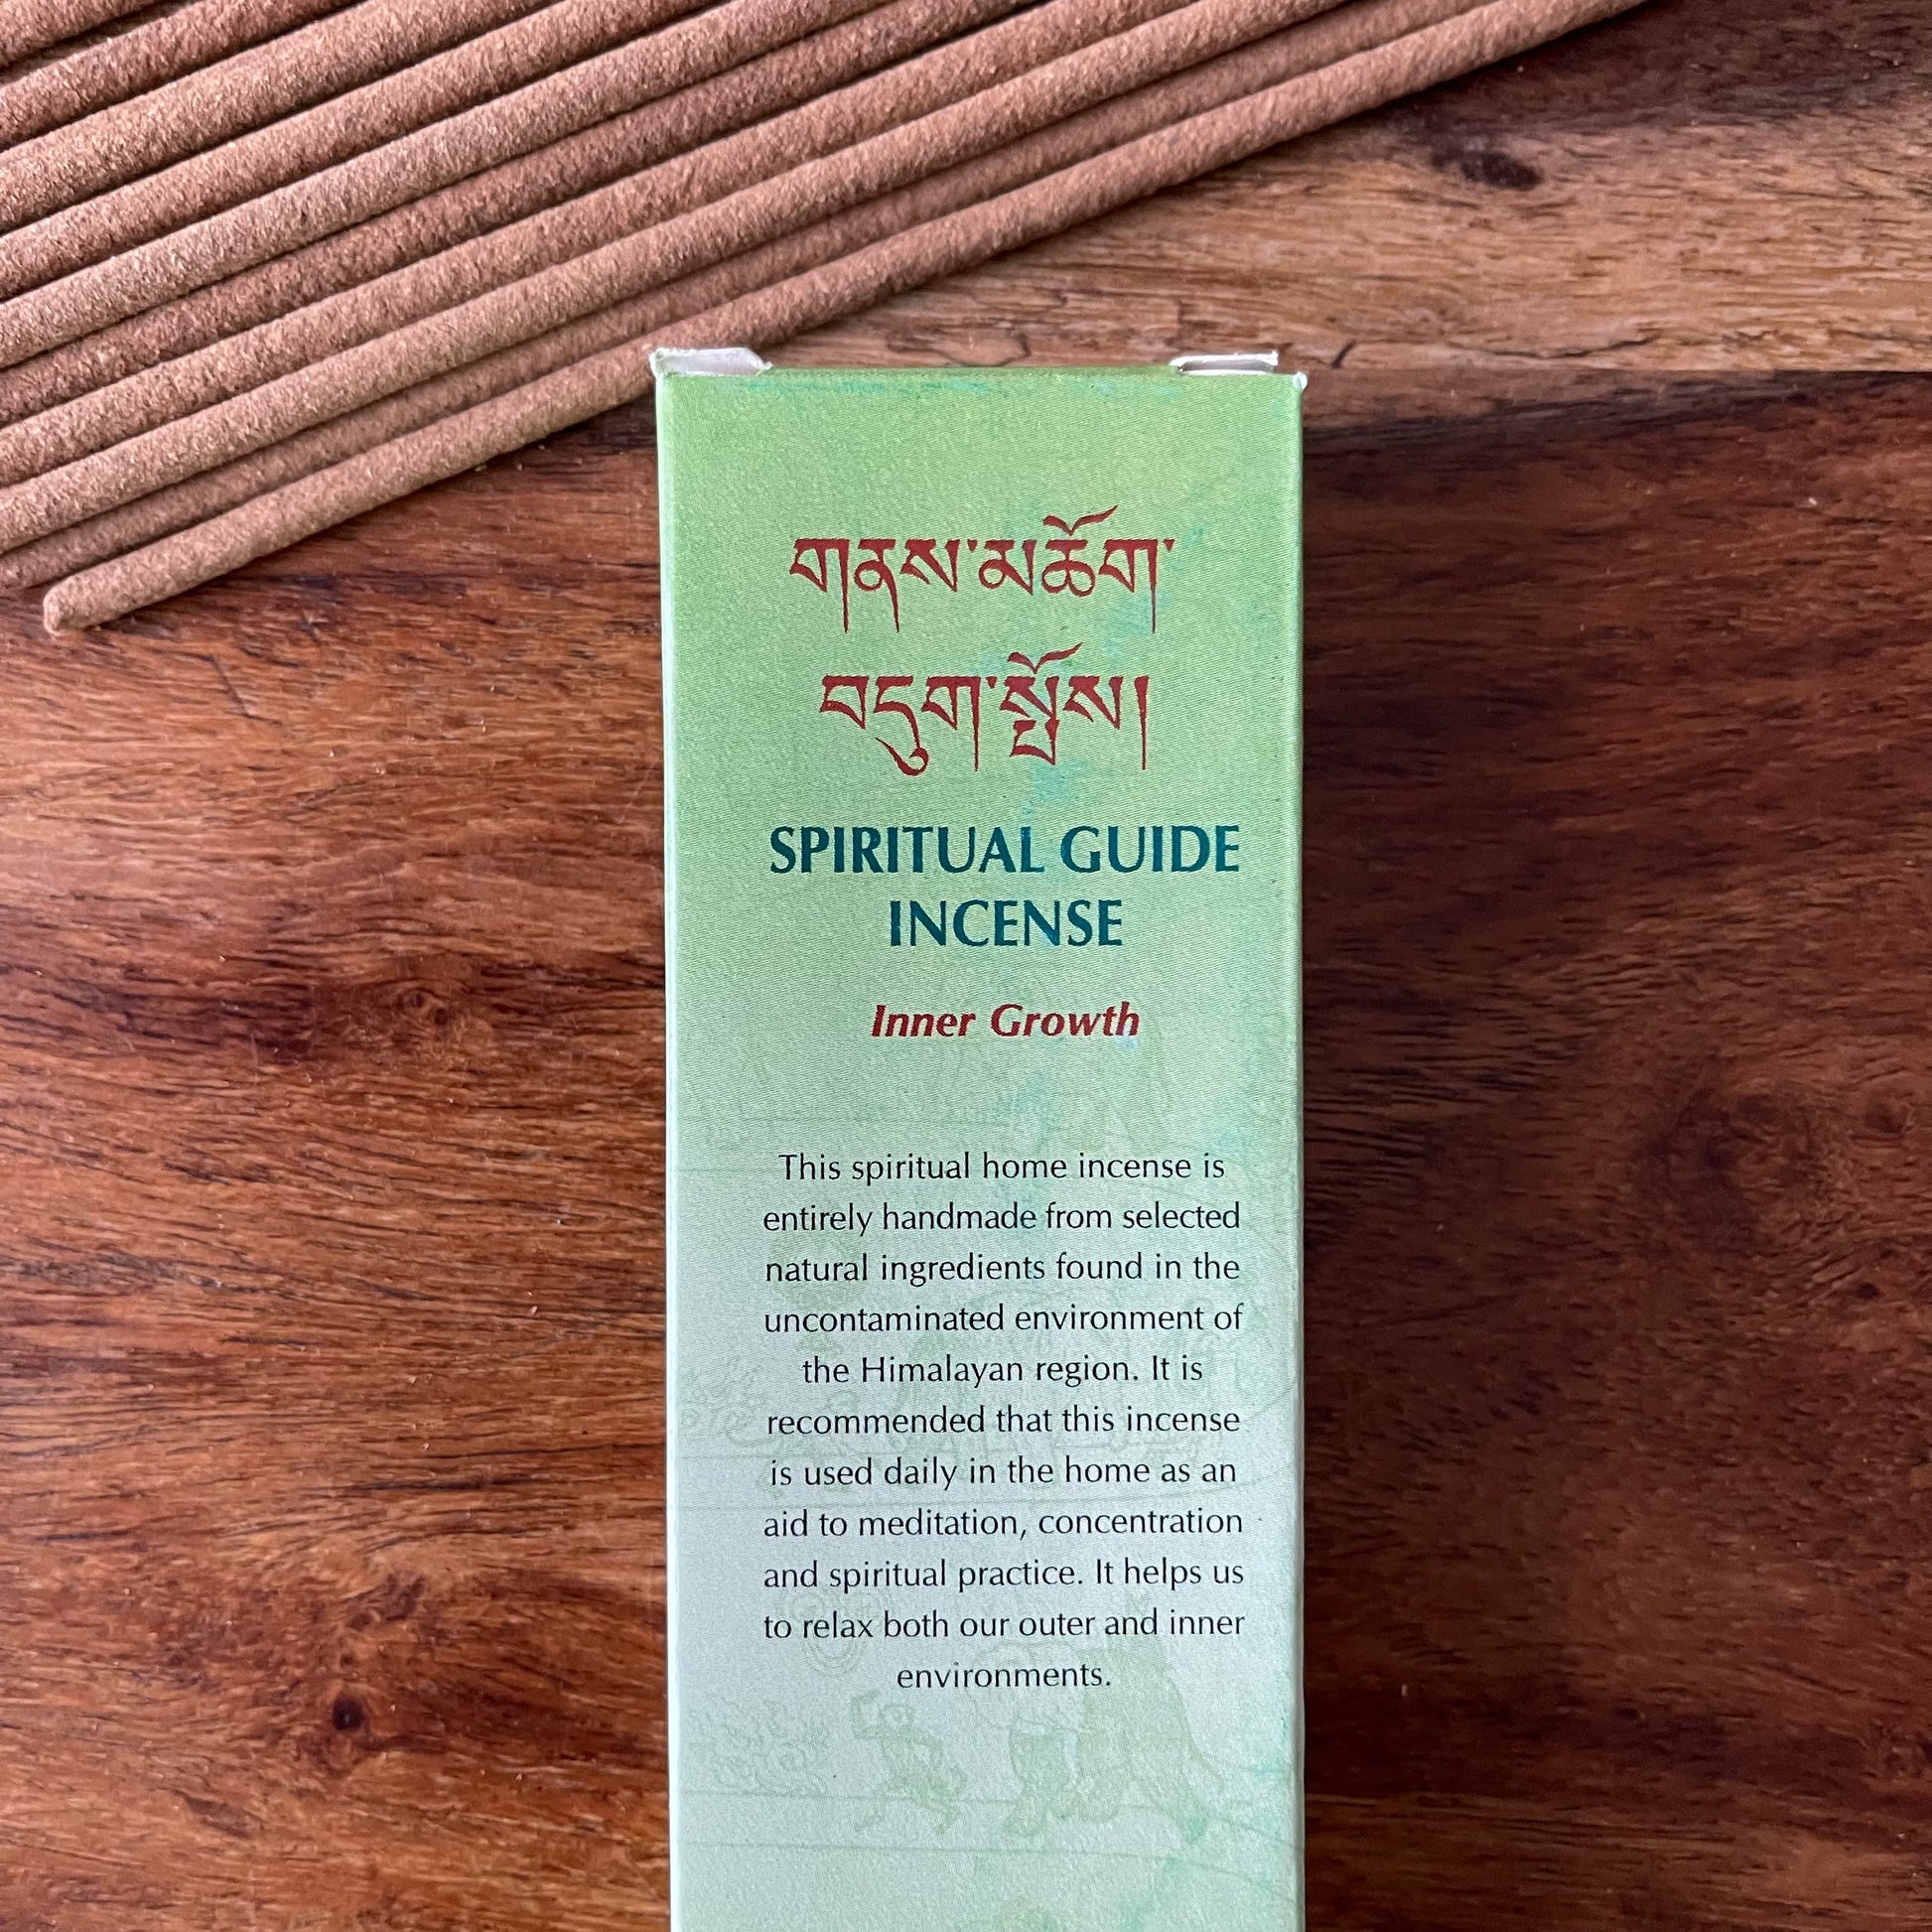 གནས་མཆོག་
བདུག་སྤོས།
SPIRITUAL GUIDE
INCENSE
Inner Growth
This spiritual home incense is
entirely handmade from selected
natural ingredients found in the
uncontaminated environment of
the Himalayan region. It is
recommended that this incense
is used daily in the home as an
aid to meditation, concentration
and spiritual practice. It helps us
to relax both our outer and inner
environments.